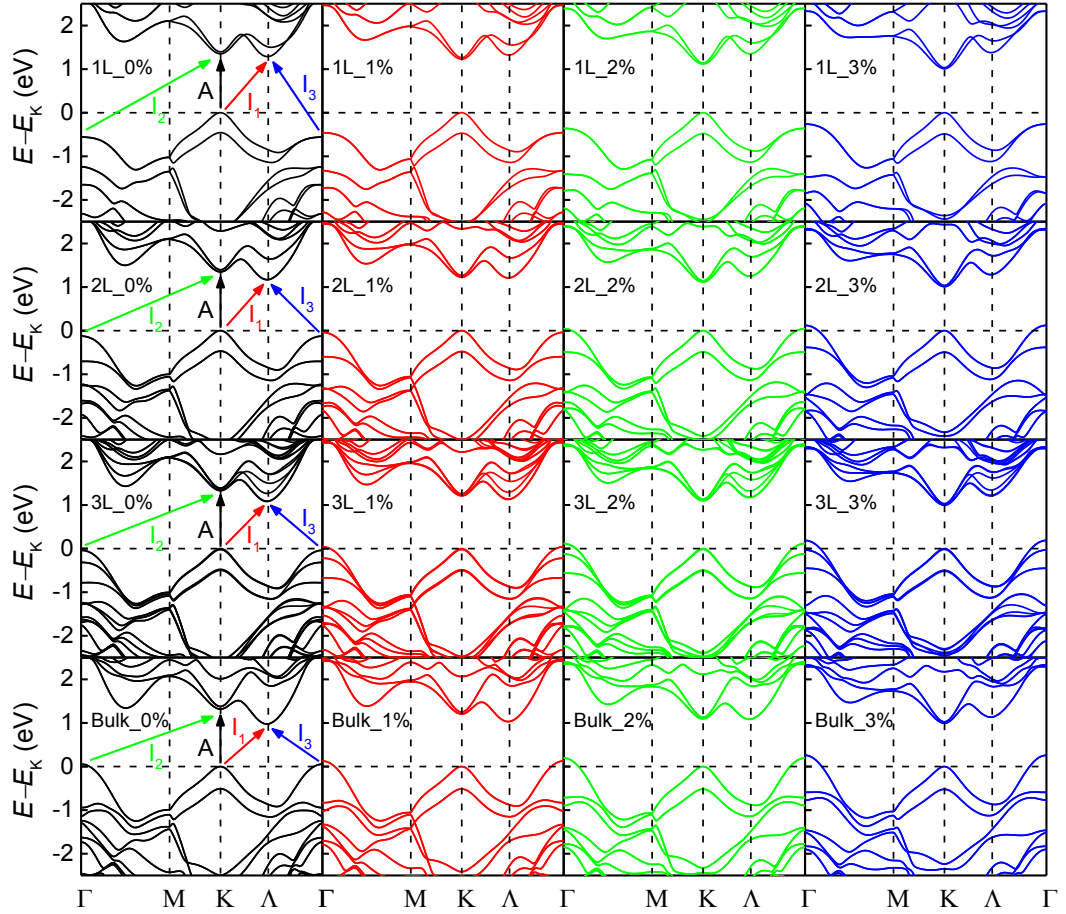 E−E_K (eV)
2
1
0
-1
-2
1L_0%
I₂
A
I₁
I₃
1L_1%
1L_2%
1L_3%
E−E_K (eV)
2
1
0
-1
-2
2L_0%
I₂
A
I₁
I₃
2L_1%
2L_2%
2L_3%
E−E_K (eV)
2
1
0
-1
-2
3L_0%
I₂
A
I₁
I₃
3L_1%
3L_2%
3L_3%
E−E_K (eV)
2
1
0
-1
-2
Bulk_0%
I₂
A
I₁
I₃
Bulk_1%
Bulk_2%
Bulk_3%
Γ M K Λ Γ M K Λ Γ M K Λ Γ M K Λ Γ